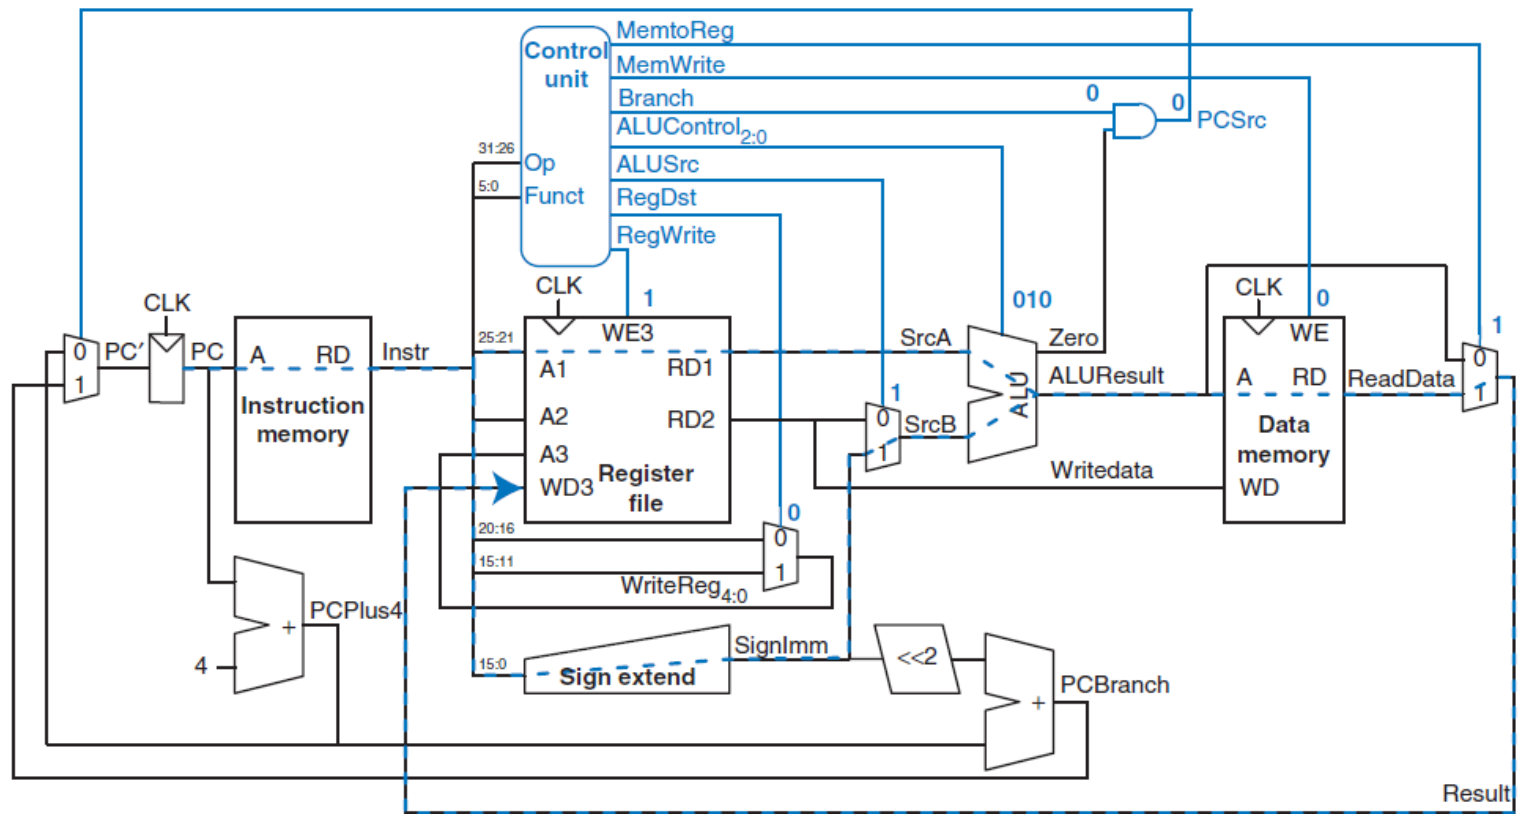 MemtoReg
Control
unit
MemWrite
Branch
0
0
PCSrc
ALUControl2:0
31:26
Op
ALUSrc
5:0
Funct
RegDst
RegWrite
CLK
CLK
CLK
1
010
0
0
1
PC′
PC
A
RD
Instr
25:21
WE3
A1
RD1
SrcA
Zero
WE
1
0
1
ALU
ALUResult
A
RD
ReadData
0
1
Instruction
memory
A2
RD2
1
0
1
SrcB
Data
memory
A3
WD3
Register
file
Writedata
WD
20:16
15:11
0
0
1
WriteReg4:0
PCPlus4
+
4
15:0
Sign extend
SignImm
<<2
+
PCBranch
Result